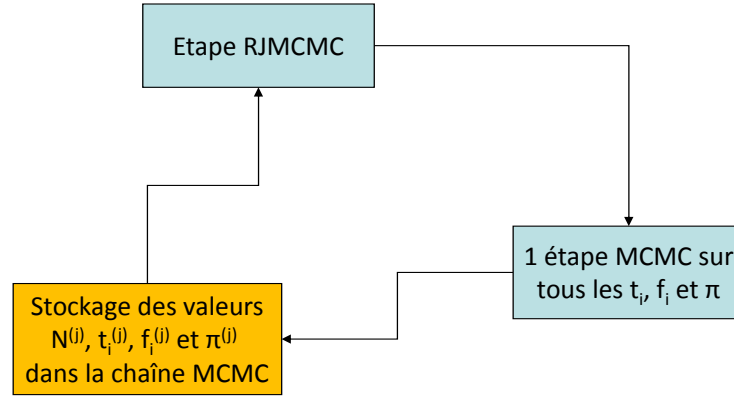 Etape RJMCMC
1 étape MCMC sur
tous les tᵢ, fᵢ et π
Stockage des valeurs
N⁽ʲ⁾, tᵢ⁽ʲ⁾, fᵢ⁽ʲ⁾ et π⁽ʲ⁾
dans la chaîne MCMC